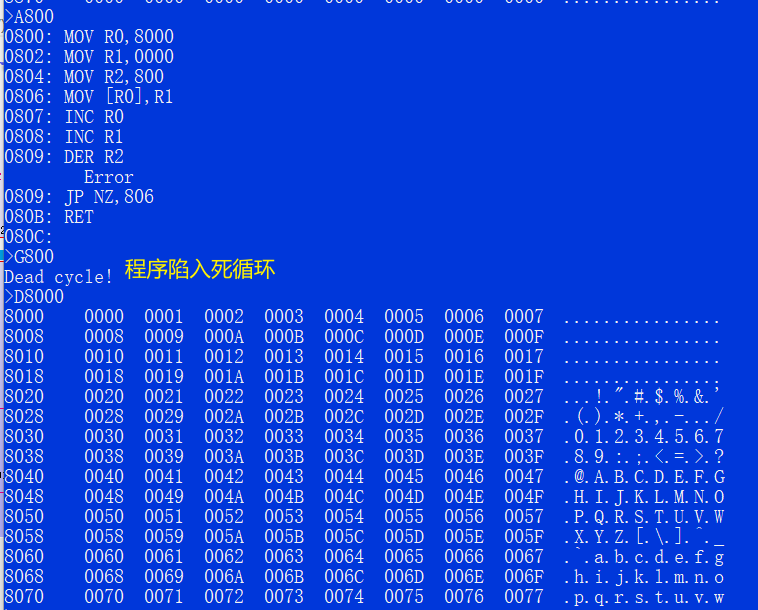 >A800
0800: MOV R0,8000
0802: MOV R1,0000
0804: MOV R2,800
0806: MOV [R0],R1
0807: INC R0
0808: INC R1
0809: DER R2
Error
0809: JP NZ,806
080B: RET
080C:
>G800
程序陷入死循环
Dead cycle!
>D8000
8000 0000 0001 0002 0003 0004 0005 0006 0007 ................
8008 0008 0009 000A 000B 000C 000D 000E 000F ................
8010 0010 0011 0012 0013 0014 0015 0016 0017 ................
8018 0018 0019 001A 001B 001C 001D 001E 001F ................
8020 0020 0021 0022 0023 0024 0025 0026 0027 ...!.".#.$.%.&.'
8028 0028 0029 002A 002B 002C 002D 002E 002F .(.).*.+.,.-.../
8030 0030 0031 0032 0033 0034 0035 0036 0037 .0.1.2.3.4.5.6.7
8038 0038 0039 003A 003B 003C 003D 003E 003F .8.9.:.;.<.=.>.?
8040 0040 0041 0042 0043 0044 0045 0046 0047 .@.A.B.C.D.E.F.G
8048 0048 0049 004A 004B 004C 004D 004E 004F .H.I.J.K.L.M.N.O
8050 0050 0051 0052 0053 0054 0055 0056 0057 .P.Q.R.S.T.U.V.W
8058 0058 0059 005A 005B 005C 005D 005E 005F .X.Y.Z.[.\.].^._
8060 0060 0061 0062 0063 0064 0065 0066 0067 .`.a.b.c.d.e.f.g
8068 0068 0069 006A 006B 006C 006D 006E 006F .h.i.j.k.l.m.n.o
8070 0070 0071 0072 0073 0074 0075 0076 0077 .p.q.r.s.t.u.v.w